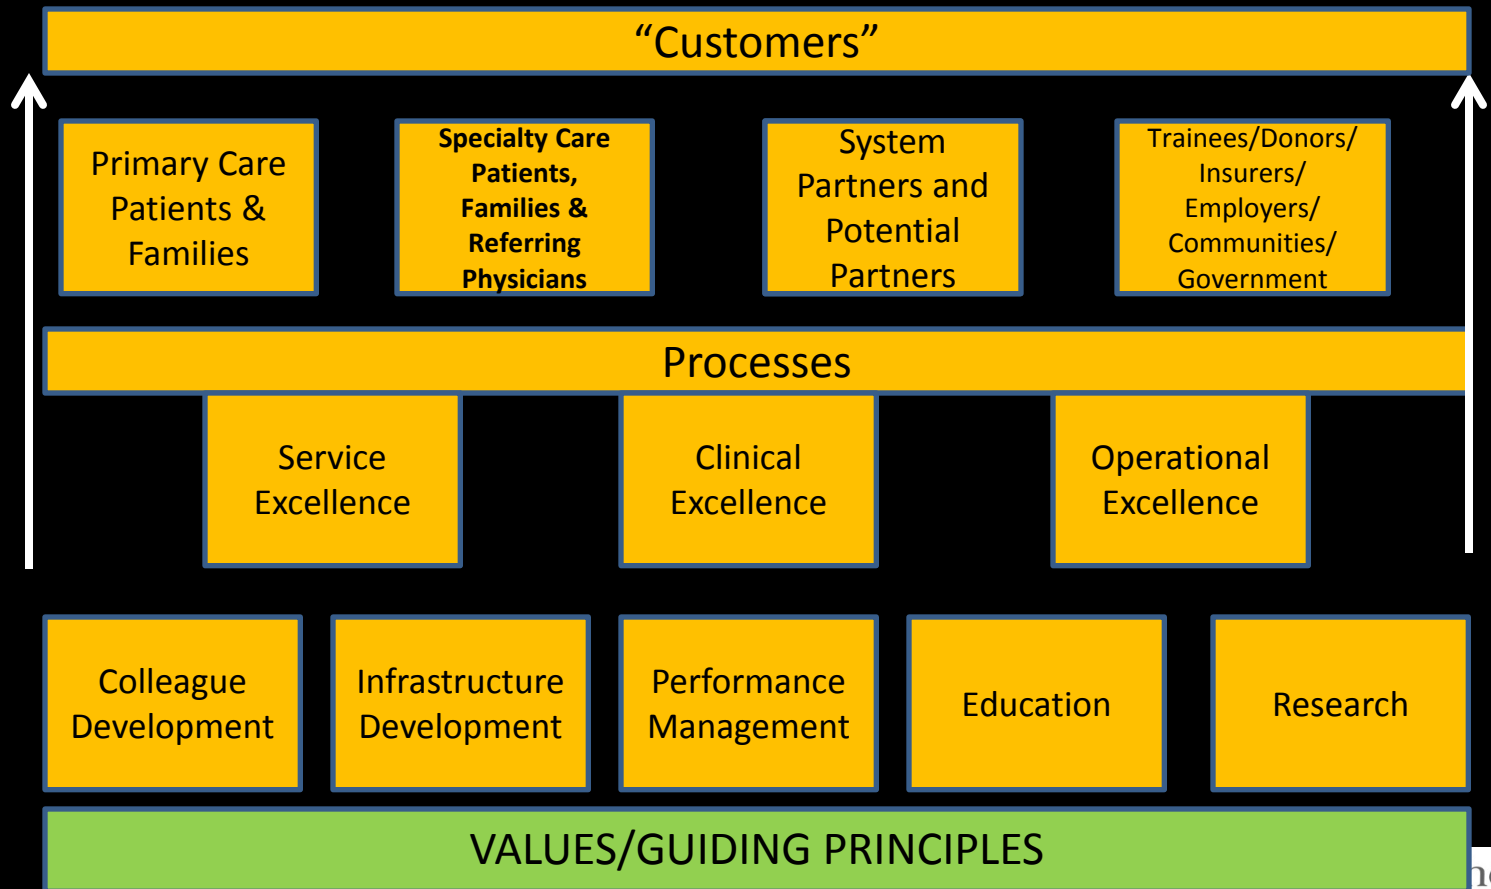 “Customers”
Primary Care
Patients &
Families
Specialty Care
Patients,
Families &
Referring
Physicians
System
Partners and
Potential
Partners
Trainees/Donors/
Insurers/
Employers/
Communities/
Government
Processes
Service
Excellence
Clinical
Excellence
Operational
Excellence
Colleague
Development
Infrastructure
Development
Performance
Management
Education
Research
VALUES/GUIDING PRINCIPLES